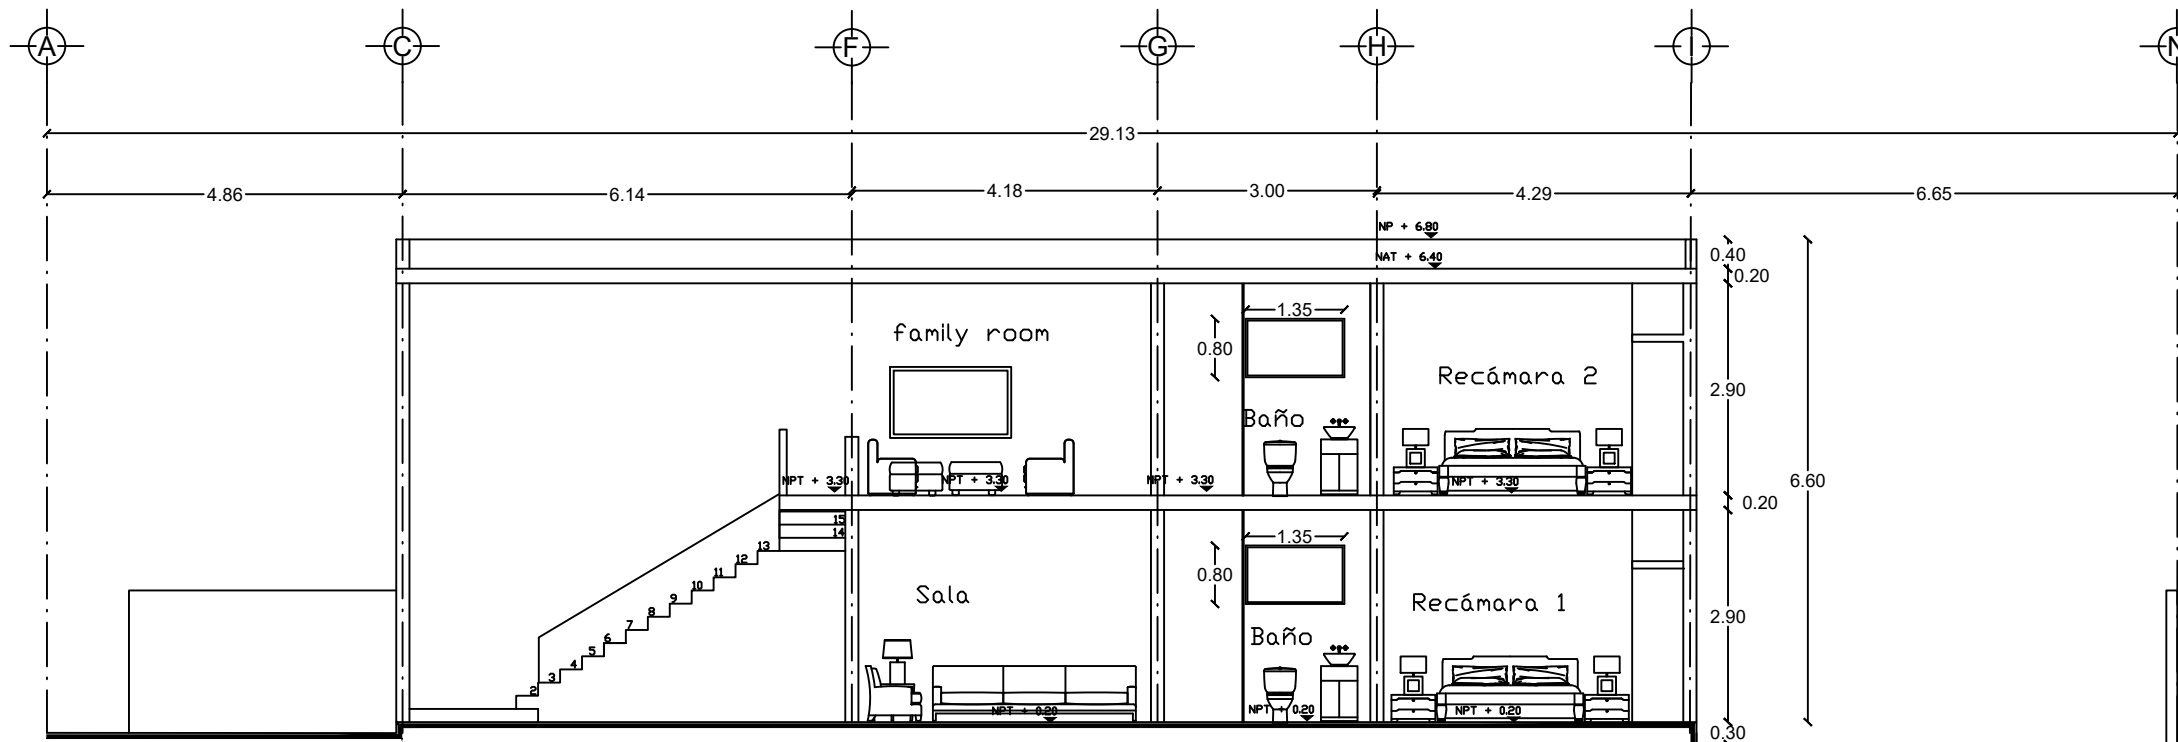 A C F G H I N
29.13
4.86 6.14 4.18 3.00 4.29 6.65
NP + 6.80
NAT + 6.40
0.40
0.20
1.35
family room
0.80
Recámara 2
2.90
Baño
NPT + 3.30 NPT + 3.30 NPT + 3.30 NPT + 3.30
6.60
0.20
15
14
13
12
11
10
9
8
7
6
5
4
3
2
1.35
0.80
Sala
Recámara 1
2.90
Baño
NPT + 0.20 NPT + 0.20 NPT + 0.20
0.30